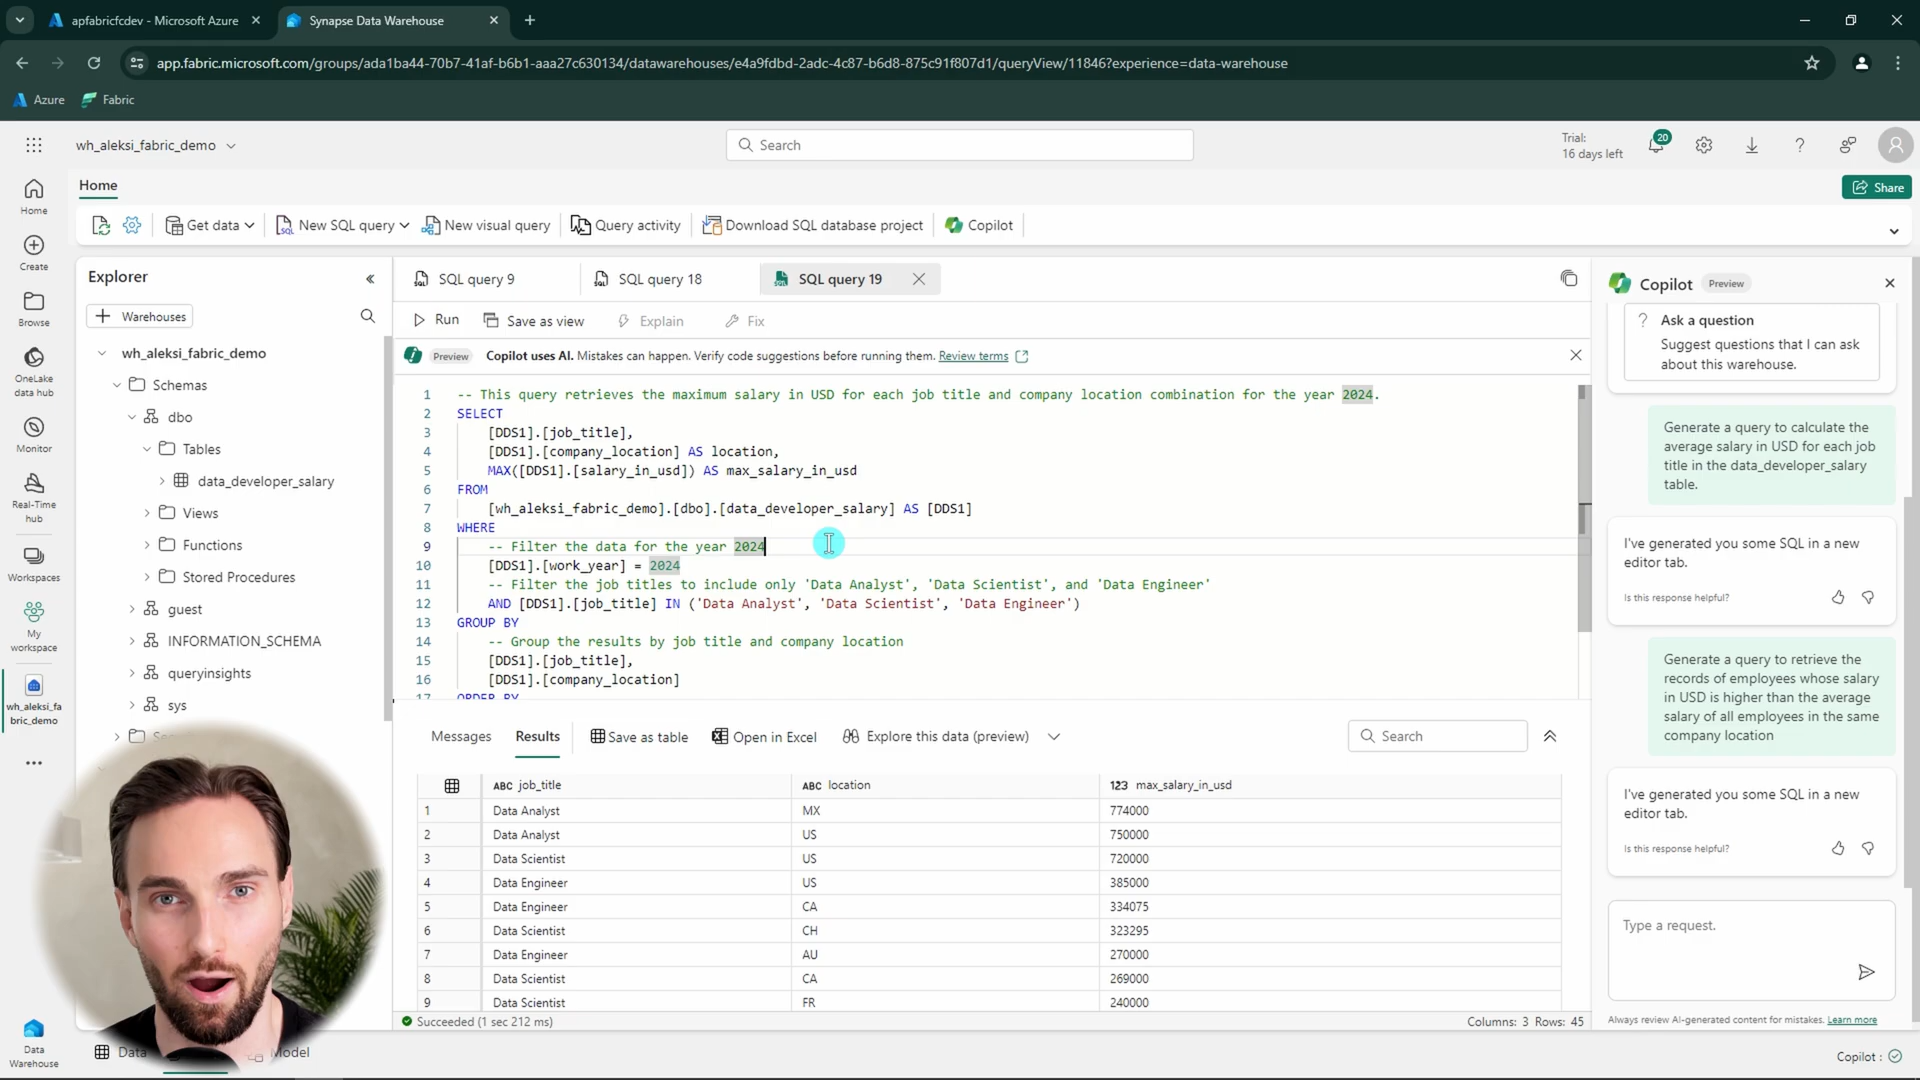 apfabricfcdev - Microsoft Azure
Synapse Data Warehouse
app.fabric.microsoft.com/groups/ada1ba44-70b7-41af-b6b1-aaa27c630134/datawarehouses/e4a9fdbd-2adc-4c87-b6d8-875c91f807d1/queryView/11846?experience=data-warehouse
Azure
Fabric
wh_aleksi_fabric_demo
Search
Trial:
16 days left
20
Home
Share
Get data
New SQL query
New visual query
Query activity
Download SQL database project
Copilot
Home
Create
Browse
OneLake
data hub
Monitor
Real-Time
hub
Workspaces
My
workspace
wh_aleksi_fa
bric_demo
Data
Warehouse
Explorer
Warehouses
wh_aleksi_fabric_demo
Schemas
dbo
Tables
data_developer_salary
Views
Functions
Stored Procedures
guest
INFORMATION_SCHEMA
queryinsights
sys
Data
Model
SQL query 9
SQL query 18
SQL query 19
Run
Save as view
Explain
Fix
Preview
Copilot uses AI. Mistakes can happen. Verify code suggestions before running them. Review terms
1 -- This query retrieves the maximum salary in USD for each job title and company location combination for the year 2024.
2 SELECT
3 [DDS1].[job_title],
4 [DDS1].[company_location] AS location,
5 MAX([DDS1].[salary_in_usd]) AS max_salary_in_usd
6 FROM
7 [wh_aleksi_fabric_demo].[dbo].[data_developer_salary] AS [DDS1]
8 WHERE
9 -- Filter the data for the year 2024
10 [DDS1].[work_year] = 2024
11 -- Filter the job titles to include only 'Data Analyst', 'Data Scientist', and 'Data Engineer'
12 AND [DDS1].[job_title] IN ('Data Analyst', 'Data Scientist', 'Data Engineer')
13 GROUP BY
14 -- Group the results by job title and company location
15 [DDS1].[job_title],
16 [DDS1].[company_location]
17 ORDER BY
Messages
Results
Save as table
Open in Excel
Explore this data (preview)
Search
ABC job_title ABC location 123 max_salary_in_usd
1 Data Analyst MX 774000
2 Data Analyst US 750000
3 Data Scientist US 720000
4 Data Engineer US 385000
5 Data Engineer CA 334075
6 Data Scientist CH 323295
7 Data Engineer AU 270000
8 Data Scientist CA 269000
9 Data Scientist FR 240000
Succeeded (1 sec 212 ms)
Columns: 3 Rows: 45
Copilot
Preview
? Ask a question
Suggest questions that I can ask
about this warehouse.
Generate a query to calculate the
average salary in USD for each job
title in the data_developer_salary
table.
I've generated you some SQL in a new
editor tab.
Is this response helpful?
Generate a query to retrieve the
records of employees whose salary
in USD is higher than the average
salary of all employees in the same
company location
I've generated you some SQL in a new
editor tab.
Is this response helpful?
Type a request.
Always review AI-generated content for mistakes. Learn more
Copilot :